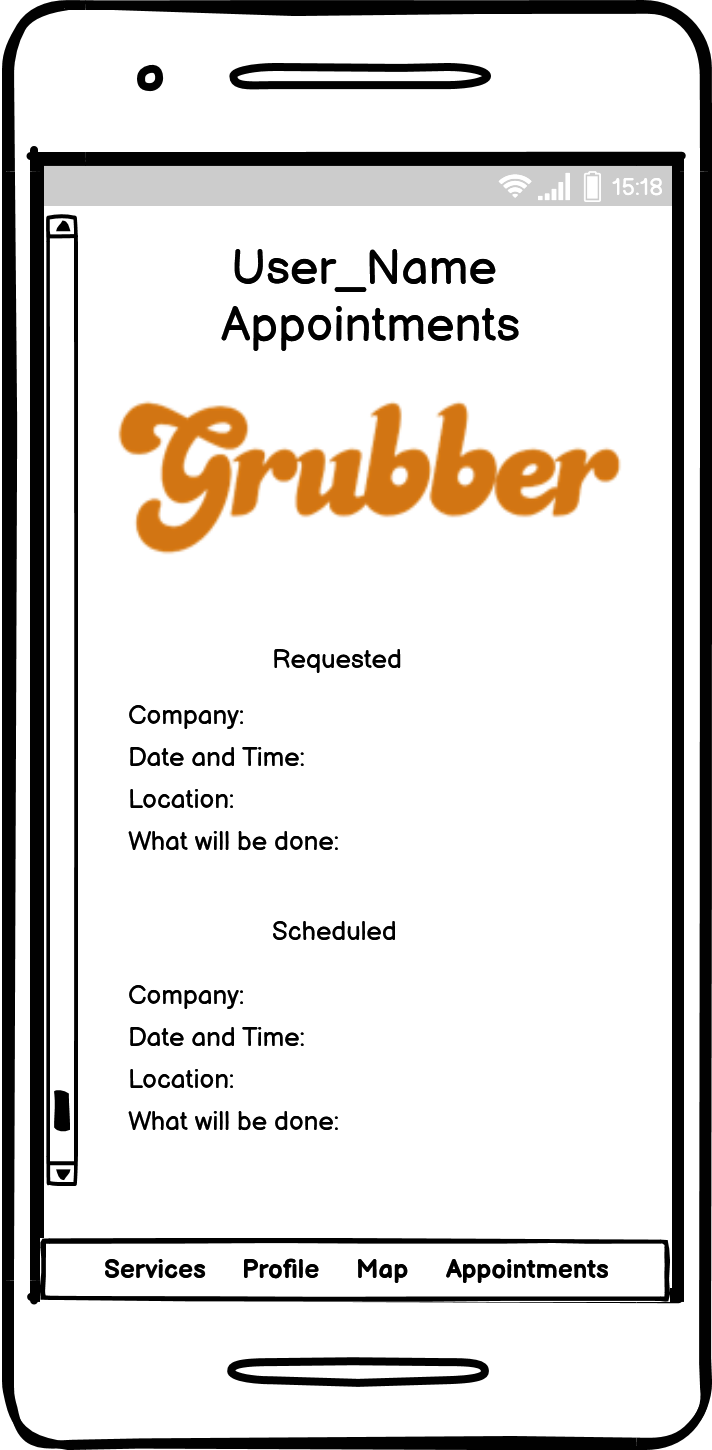 15:18
User_Name
Appointments
Grubber
Requested
Company:
Date and Time:
Location:
What will be done:
Scheduled
Company:
Date and Time:
Location:
What will be done:
Services Profile Map Appointments